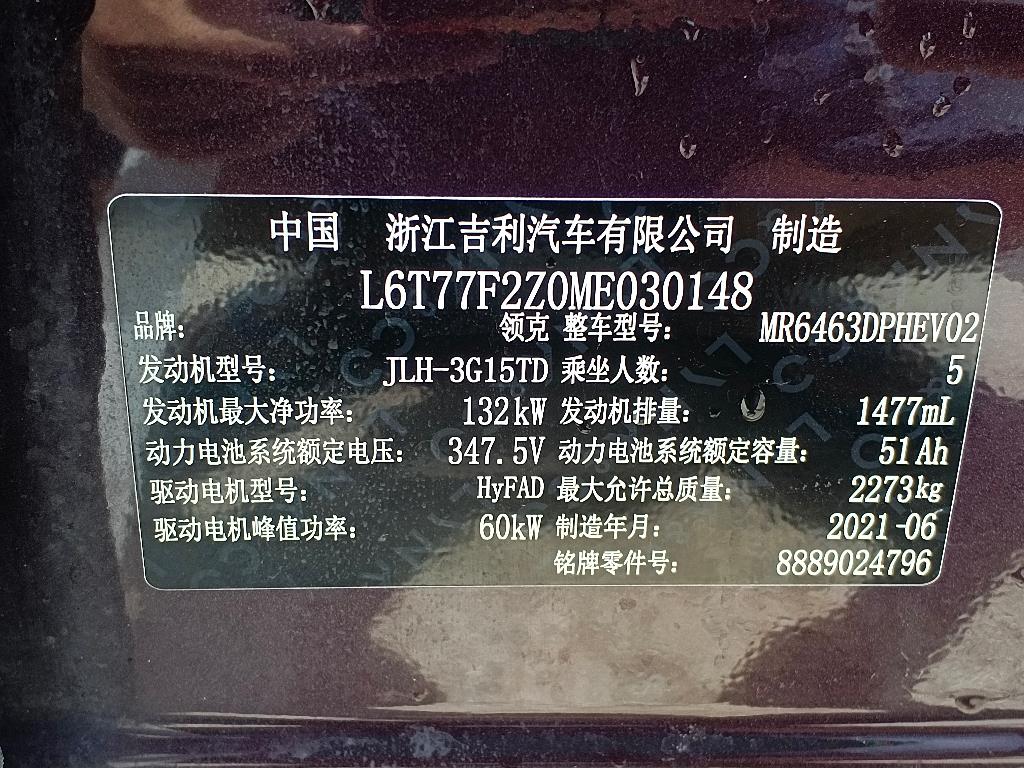 中国 浙江吉利汽车有限公司 制造
L6T77F2Z0ME030148
品牌: 领克 整车型号: MR6463DPHEV02
发动机型号: JLH-3G15TD 乘坐人数: 5
发动机最大净功率: 132kW 发动机排量: 1477mL
动力电池系统额定电压: 347.5V 动力电池系统额定容量: 51Ah
驱动电机型号: HyFAD 最大允许总质量: 2273kg
驱动电机峰值功率: 60kW 制造年月: 2021-06
铭牌零件号: 8889024796